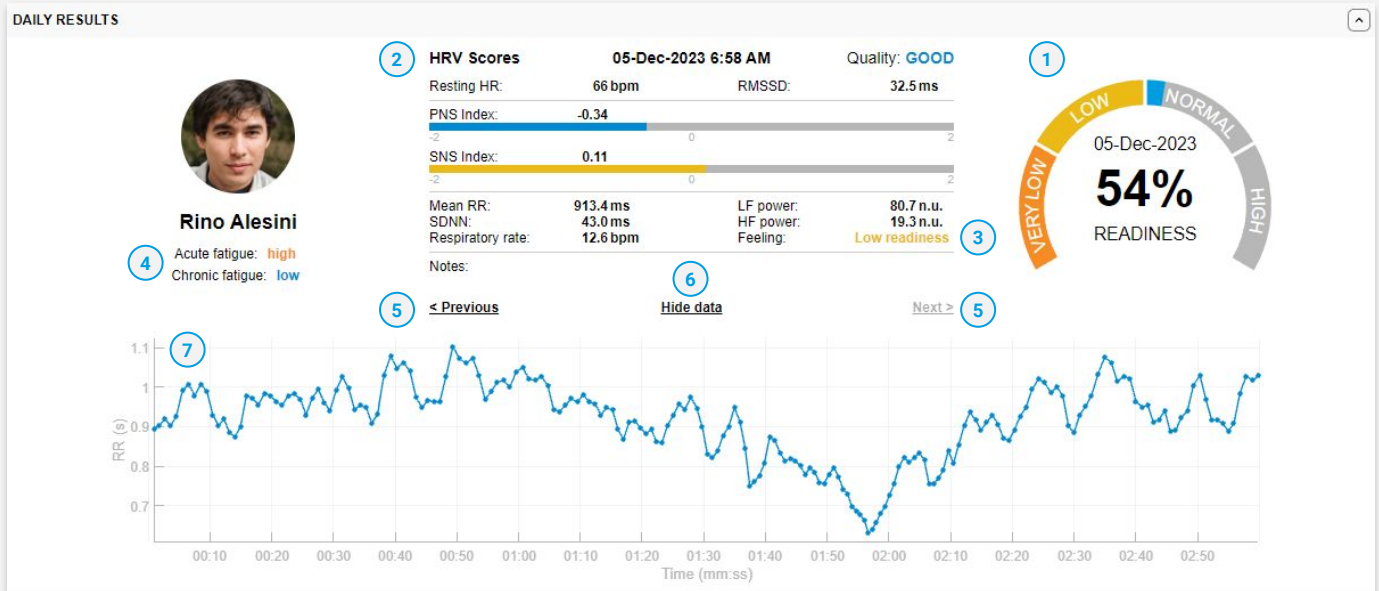 DAILY RESULTS
2 HRV Scores 05-Dec-2023 6:58 AM Quality: GOOD
Resting HR: 66 bpm RMSSD: 32.5 ms
PNS Index: -0.34
-2 0 2
SNS Index: 0.11
-2 0 2
Mean RR: 913.4 ms LF power: 80.7 n.u.
SDNN: 43.0 ms HF power: 19.3 n.u.
Respiratory rate: 12.6 bpm Feeling: Low readiness 3
Notes:
6
5 < Previous Hide data Next > 5
1
VERY LOW LOW NORMAL HIGH
05-Dec-2023
54%
READINESS
Rino Alesini
4 Acute fatigue: high
Chronic fatigue: low
7
1.1
1
0.9
0.8
0.7
RR (s)
00:10 00:20 00:30 00:40 00:50 01:00 01:10 01:20 01:30 01:40 01:50 02:00 02:10 02:20 02:30 02:40 02:50
Time (mm:ss)